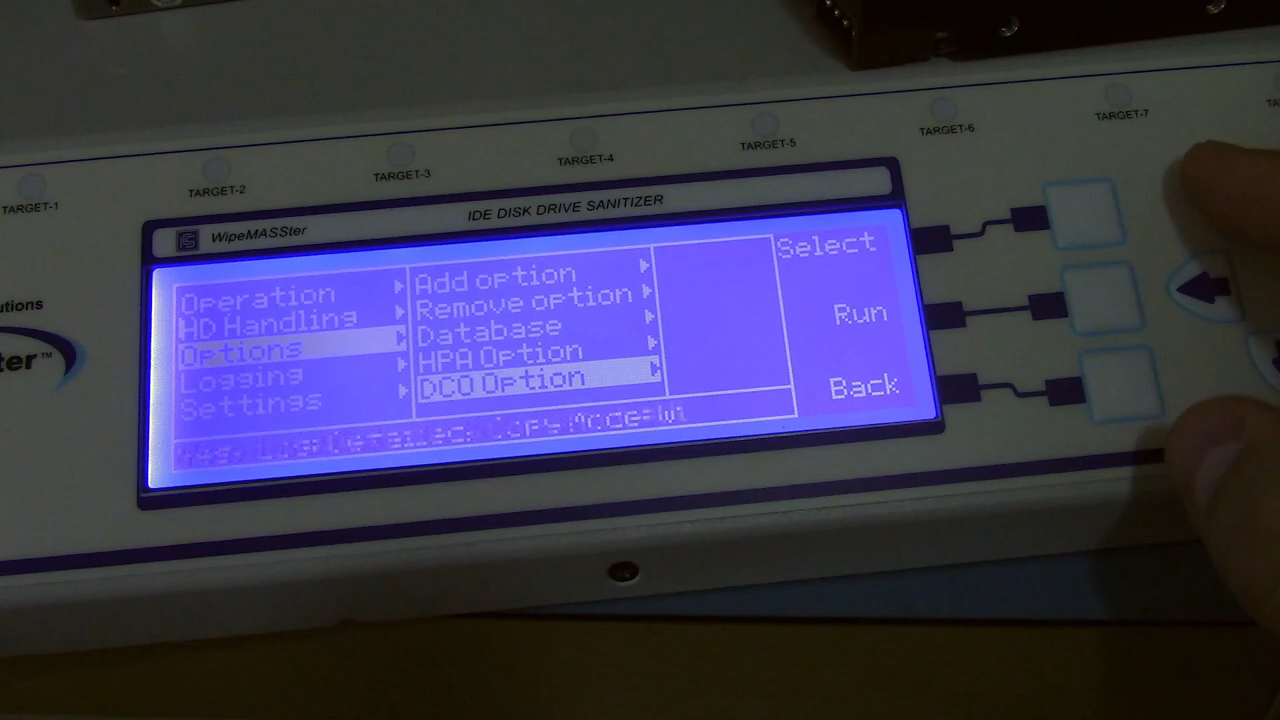 TARGET-1
TARGET-2
TARGET-3
TARGET-4
TARGET-5
TARGET-6
TARGET-7
WipeMASSter
IDE DISK DRIVE SANITIZER
utions
ter™
Operation
HD Handling
Options
Logging
Settings
Add option
Remove option
Database
HPA Option
DCO Option
Select
Run
Back